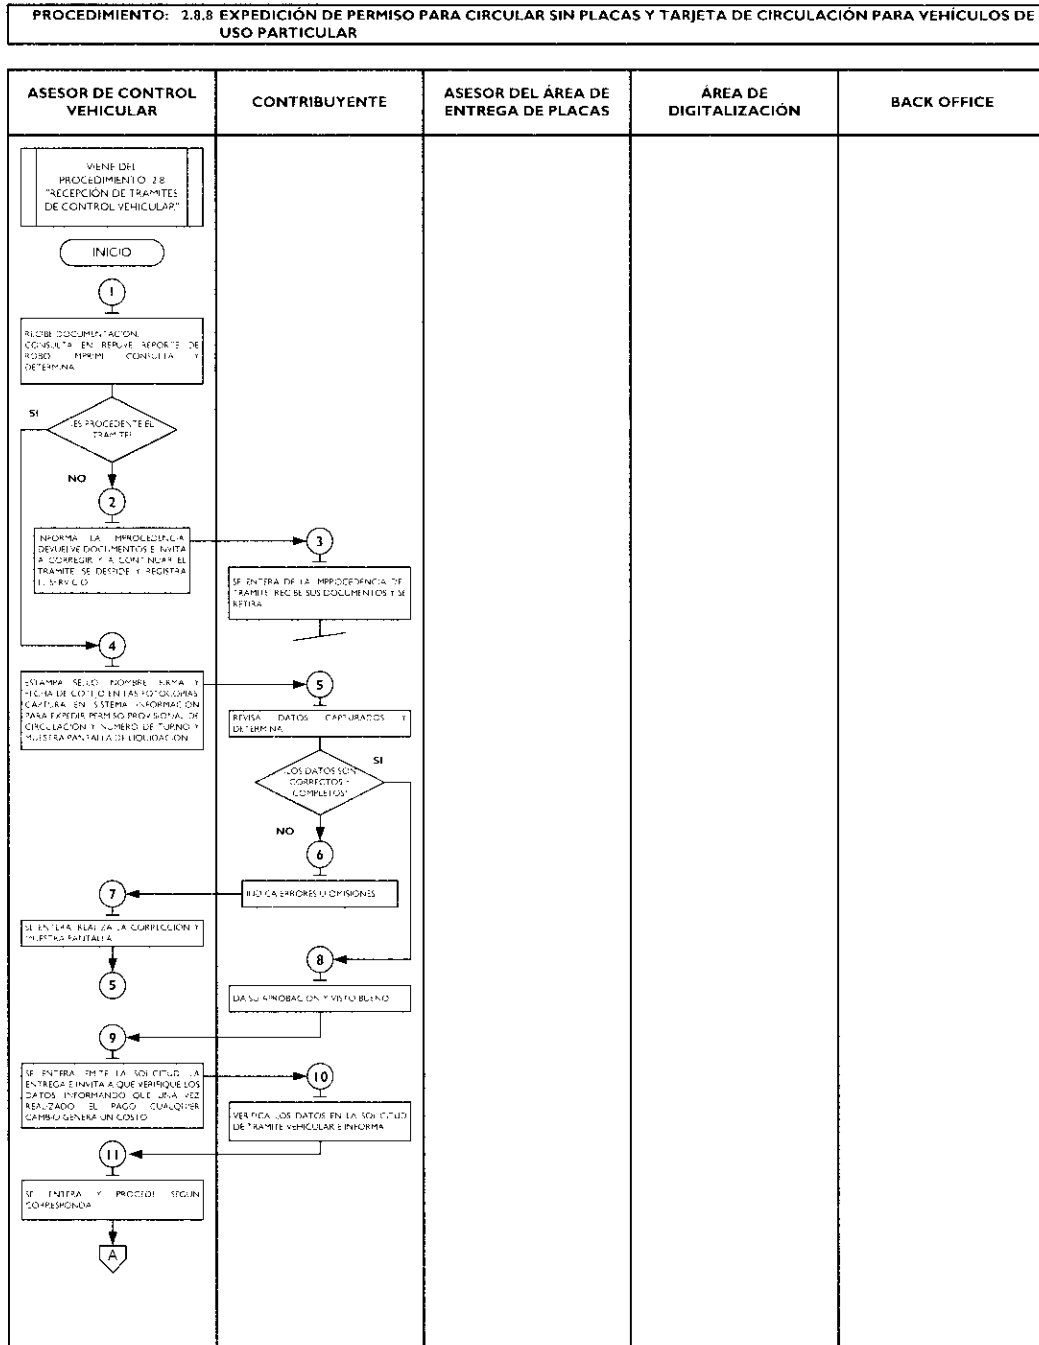 PROCEDIMIENTO: 2.8.8 EXPEDICIÓN DE PERMISO PARA CIRCULAR SIN PLACAS Y TARJETA DE CIRCULACIÓN PARA VEHÍCULOS DE
USO PARTICULAR
ASESOR DE CONTROL
VEHICULAR
CONTRIBUYENTE
ASESOR DEL ÁREA DE
ENTREGA DE PLACAS
ÁREA DE
DIGITALIZACIÓN
BACK OFFICE
VIENE DEL
PROCEDIMIENTO 2.8
"RECEPCIÓN DE TRAMITES
DE CONTROL VEHICULAR"
INICIO
1
RECIBE DOCUMENTACION.
CONSULTA EN REPUVE REPORTE DE
ROBO IMPRIME CONSULTA Y
DETERMINA
¿ES PROCEDENTE EL
TRAMITE?
SI
NO
2
INFORMA LA IMPROCEDENCIA
DEVUELVE DOCUMENTOS E INVITA
A CORREGIR Y A CONTINUAR EL
TRAMITE SE DESPIDE Y REGISTRA
EL SERVICIO
3
SE ENTERA DE LA IMPROCEDENCIA DE
TRAMITE RECIBE SUS DOCUMENTOS Y SE
RETIRA
4
ESTAMPA SELLO NOMBRE FIRMA Y
FECHA DE COTEJO EN LAS FOTOCOPIAS
CAPTURA EN SISTEMA INFORMACION
PARA EXPEDIR PERMISO PROVISIONAL DE
CIRCULACION Y NUMERO DE TURNO Y
MUESTRA PANTALLA DE LIQUIDACION
5
REVISA DATOS CAPTURADOS Y
DETERMINA
¿LOS DATOS SON
CORRECTOS Y
COMPLETOS?
SI
NO
6
INDICA ERRORES U OMISIONES
7
SE ENTERA REALIZA LA CORRECCION Y
MUESTRA PANTALLA
5
8
DA SU APROBACION Y VISTO BUENO
9
SE ENTERA EMITE LA SOLICITUD LA
ENTREGA E INVITA A QUE VERIFIQUE LOS
DATOS INFORMANDO QUE UNA VEZ
REALIZADO EL PAGO CUALQUIER
CAMBIO GENERA UN COSTO
10
VERIFICA LOS DATOS EN LA SOLICITUD
DE TRAMITE VEHICULAR E INFORMA
11
SE ENTERA Y PROCEDE SEGUN
CORRESPONDA
A